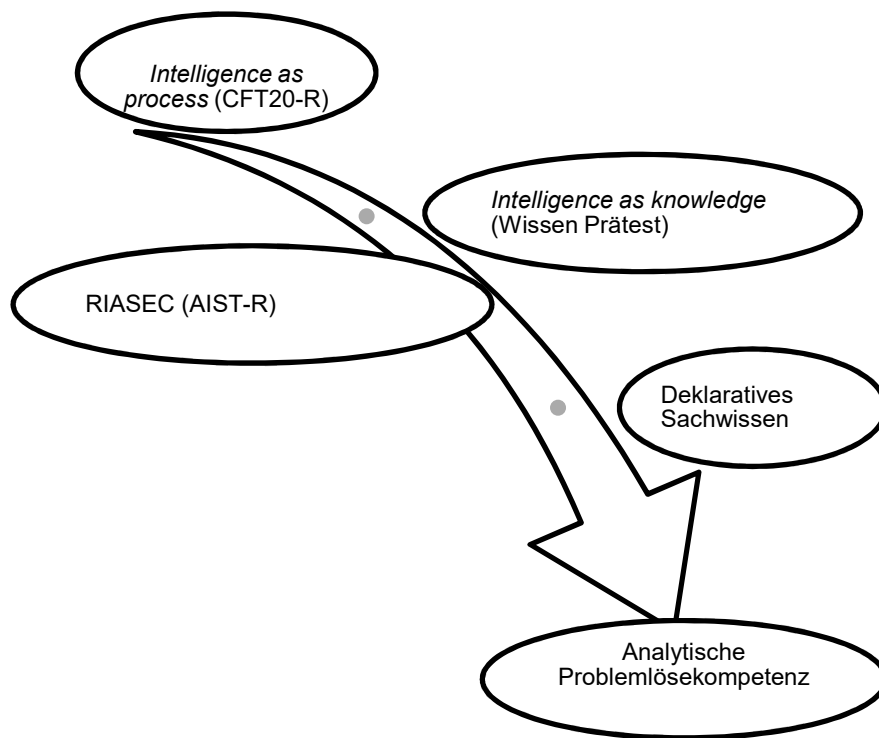 Intelligence as
process (CFT20-R)
Intelligence as knowledge
(Wissen Prätest)
RIASEC (AIST-R)
Deklaratives
Sachwissen
Analytische
Problemlösekompetenz